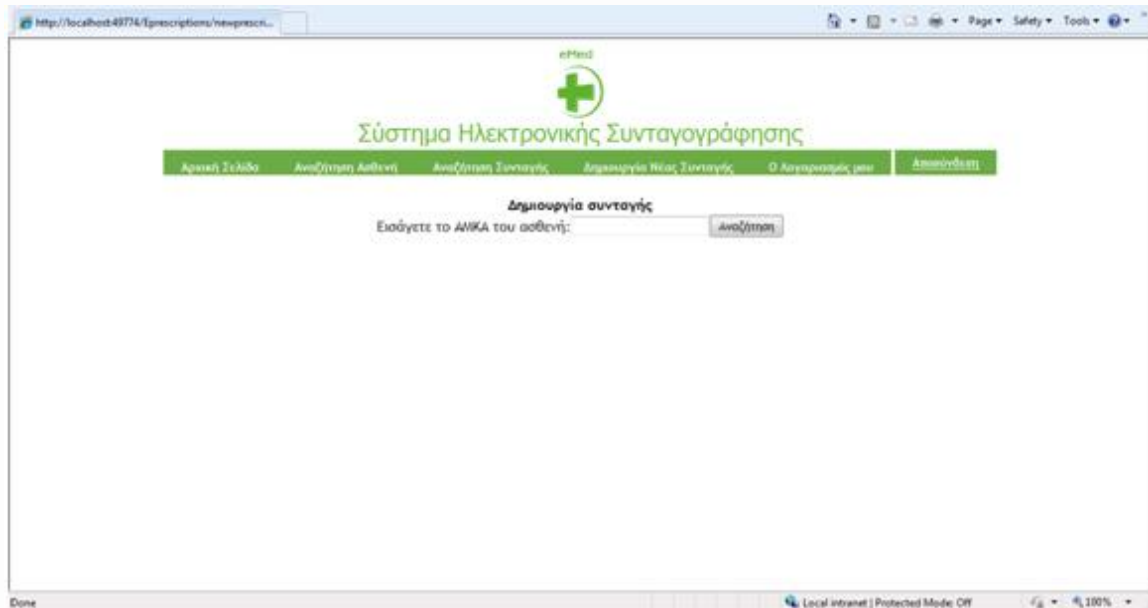 http://localhost:49774/Eprescriptions/newprescri...
Page Safety Tools
eMed
Σύστημα Ηλεκτρονικής Συνταγογράφησης
Αρχική Σελίδα Αναζήτηση Ασθενή Αναζήτηση Συνταγής Δημιουργία Νέας Συνταγής Ο Λογαριασμός μου Αποσύνδεση
Δημιουργία συνταγής
Εισάγετε το ΑΜΚΑ του ασθενή: Αναζήτηση
Done Local intranet | Protected Mode: Off 100%